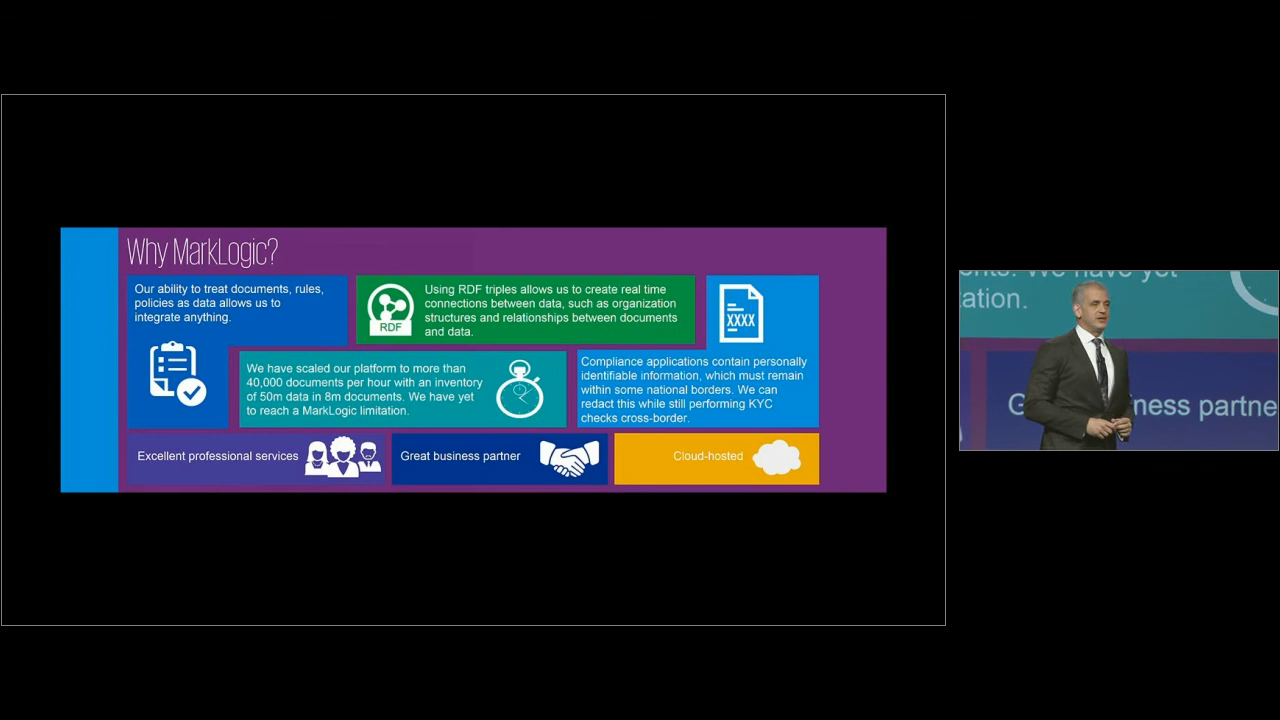 Why MarkLogic?
Our ability to treat documents, rules,
policies as data allows us to
integrate anything.
RDF
Using RDF triples allows us to create real time
connections between data, such as organization
structures and relationships between documents
and data.
XXXX
We have scaled our platform to more than
40,000 documents per hour with an inventory
of 50m data in 8m documents. We have yet
to reach a MarkLogic limitation.
Compliance applications contain personally
identifiable information, which must remain
within some national borders. We can
redact this while still performing KYC
checks cross-border.
Excellent professional services
Great business partner
Cloud-hosted
We have yet
ation.
G
ness partne